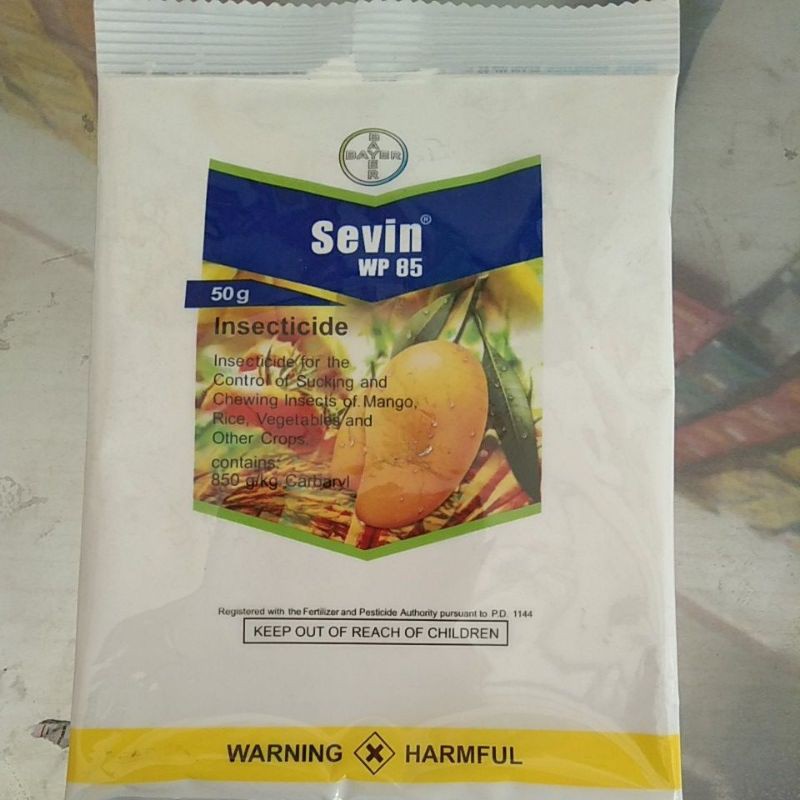 BAYER
BAYER
Sevin®
WP 85
50 g
Insecticide
Insecticide for the
Control of Sucking and
Chewing Insects of Mango,
Rice, Vegetables and
Other Crops.
contains:
850 g/kg Carbaryl
Registered with the Fertilizer and Pesticide Authority pursuant to P.D. 1144
KEEP OUT OF REACH OF CHILDREN
WARNING HARMFUL